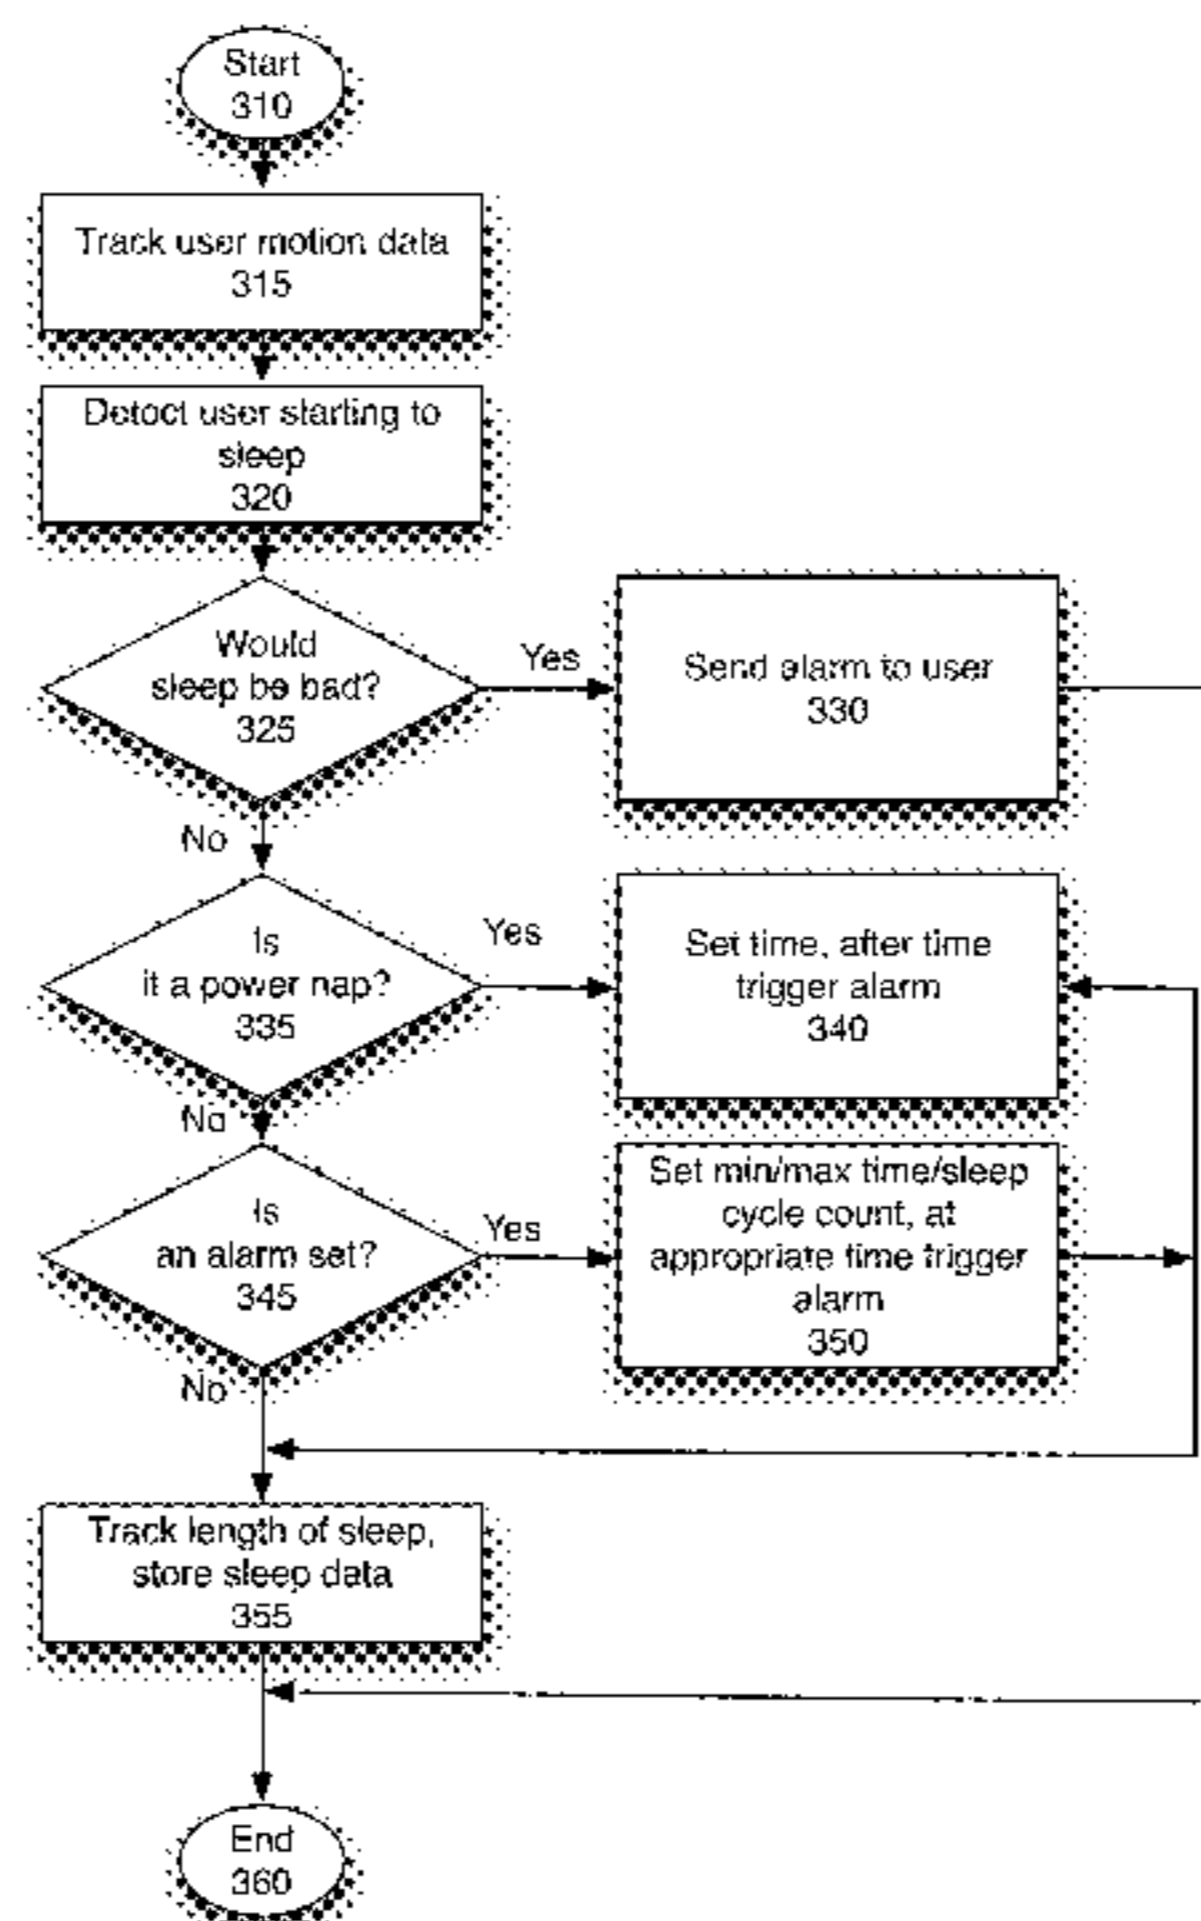 Start
310
Track user motion data
315
Detoct user starting to
sleep
320
Would
sleep be bad?
325
Yes
Send alarm to user
330
No
Is
it a power nap?
335
Yes
Set time, after time
trigger alarm
340
No
Is
an alarm set?
345
Yes
Set min/max time/sleep
cycle count, at
appropriate time trigger
alarm
350
No
Track length of sleep,
store sleep data
355
End
360